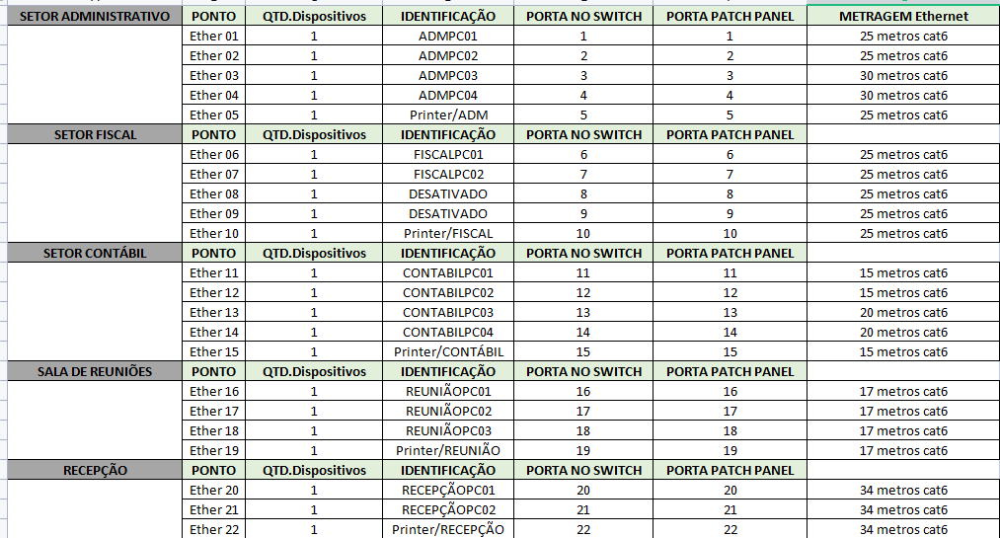 SETOR ADMINISTRATIVO PONTO QTD.Dispositivos IDENTIFICAÇÃO PORTA NO SWITCH PORTA PATCH PANEL METRAGEM Ethernet
Ether 01 1 ADMPC01 1 1 25 metros cat6
Ether 02 1 ADMPC02 2 2 25 metros cat6
Ether 03 1 ADMPC03 3 3 30 metros cat6
Ether 04 1 ADMPC04 4 4 30 metros cat6
Ether 05 1 Printer/ADM 5 5 25 metros cat6
SETOR FISCAL PONTO QTD.Dispositivos IDENTIFICAÇÃO PORTA NO SWITCH PORTA PATCH PANEL
Ether 06 1 FISCALPC01 6 6 25 metros cat6
Ether 07 1 FISCALPC02 7 7 25 metros cat6
Ether 08 1 DESATIVADO 8 8 25 metros cat6
Ether 09 1 DESATIVADO 9 9 25 metros cat6
Ether 10 1 Printer/FISCAL 10 10 25 metros cat6
SETOR CONTÁBIL PONTO QTD.Dispositivos IDENTIFICAÇÃO PORTA NO SWITCH PORTA PATCH PANEL
Ether 11 1 CONTABILPC01 11 11 15 metros cat6
Ether 12 1 CONTABILPC02 12 12 15 metros cat6
Ether 13 1 CONTABILPC03 13 13 20 metros cat6
Ether 14 1 CONTABILPC04 14 14 20 metros cat6
Ether 15 1 Printer/CONTÁBIL 15 15 15 metros cat6
SALA DE REUNIÕES PONTO QTD.Dispositivos IDENTIFICAÇÃO PORTA NO SWITCH PORTA PATCH PANEL
Ether 16 1 REUNIÃOPC01 16 16 17 metros cat6
Ether 17 1 REUNIÃOPC02 17 17 17 metros cat6
Ether 18 1 REUNIÃOPC03 18 18 17 metros cat6
Ether 19 1 Printer/REUNIÃO 19 19 17 metros cat6
RECEPÇÃO PONTO QTD.Dispositivos IDENTIFICAÇÃO PORTA NO SWITCH PORTA PATCH PANEL
Ether 20 1 RECEPÇÃOPC01 20 20 34 metros cat6
Ether 21 1 RECEPÇÃOPC02 21 21 34 metros cat6
Ether 22 1 Printer/RECEPÇÃO 22 22 34 metros cat6